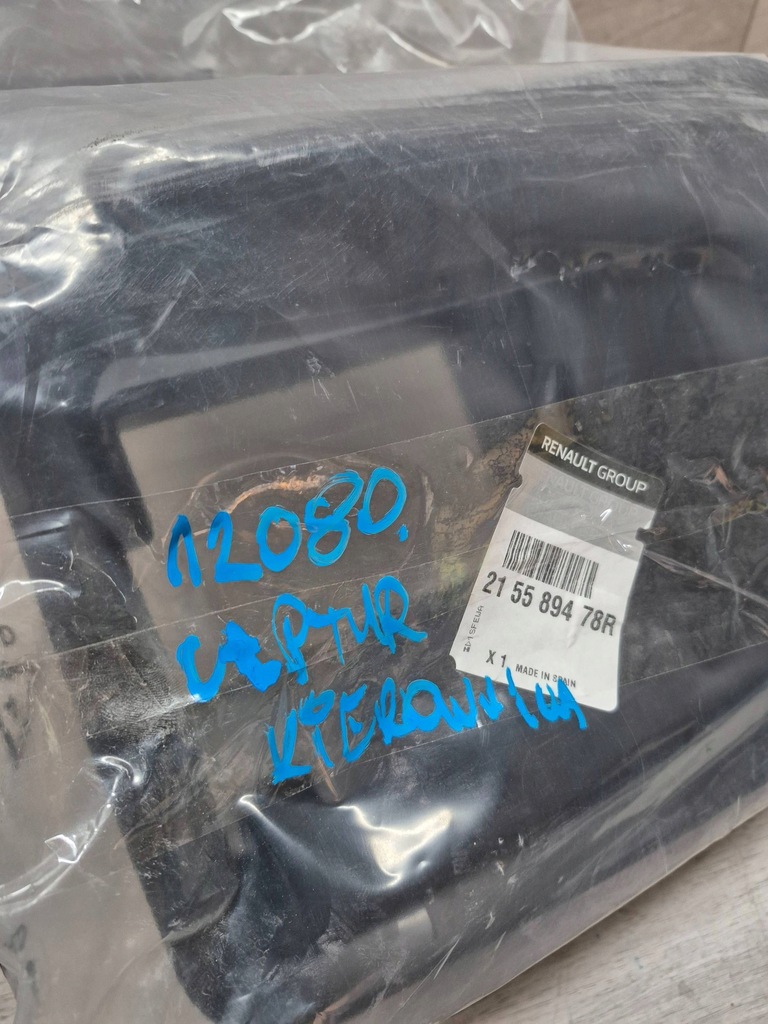 RENAULT GROUP
21 55 894 78R
X 1 MADE IN SPAIN
12080.
CAPTUR
KIEROWNICA